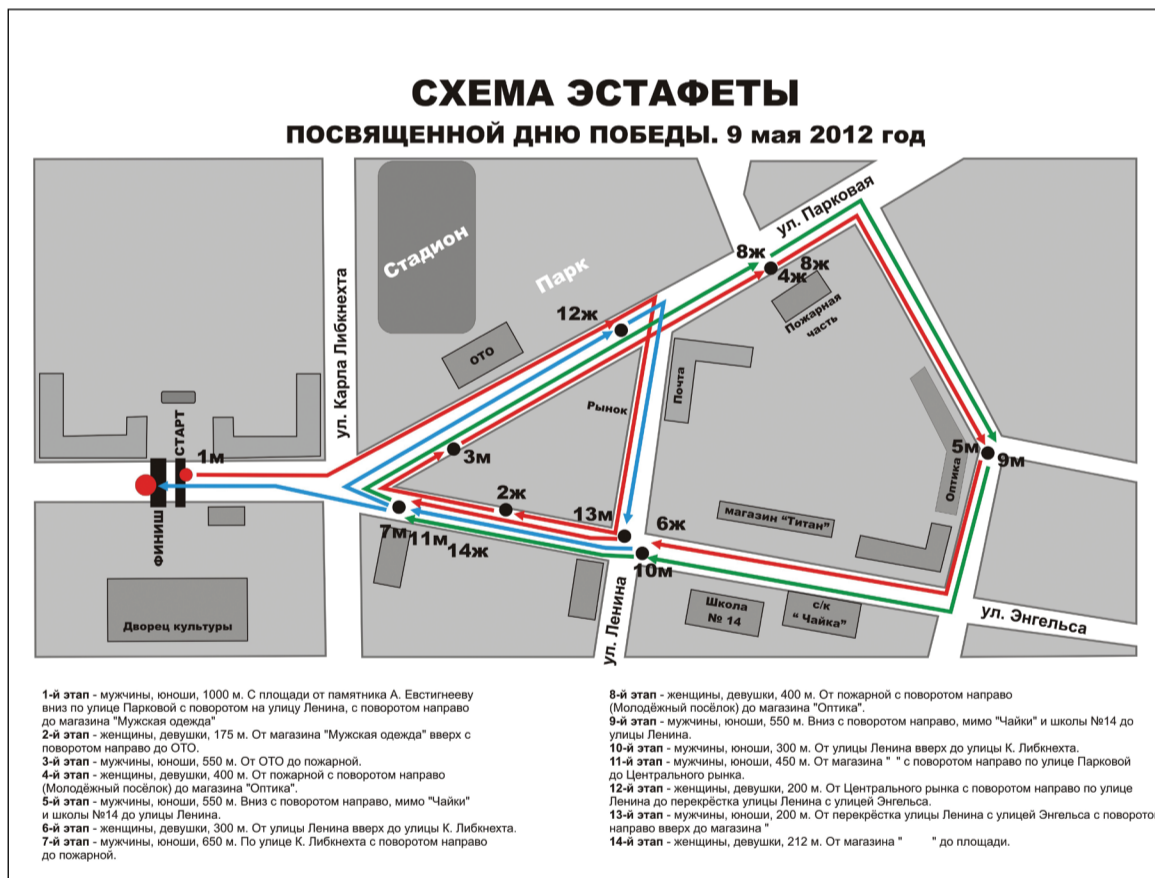 СХЕМА ЭСТАФЕТЫ
ПОСВЯЩЕННОЙ ДНЮ ПОБЕДЫ. 9 мая 2012 год
ул. Парковая
ул. Карла Либкнехта
Стадион
Парк
8ж
8ж
4ж
Пожарная
часть
12ж
ОТО
Почта
Рынок
СТАРТ
1м
3м
5м
9м
Оптика
2ж
13м
6ж
магазин "Титан"
ФИНИШ
7м
11м
14ж
10м
Дворец культуры
ул. Ленина
Школа
№ 14
с/к
" Чайка"
ул. Энгельса
1-й этап - мужчины, юноши, 1000 м. С площади от памятника А. Евстигнееву
вниз по улице Парковой с поворотом на улицу Ленина, с поворотом направо
до магазина "Мужская одежда"
2-й этап - женщины, девушки, 175 м. От магазина "Мужская одежда" вверх с
поворотом направо до ОТО.
3-й этап - мужчины, юноши, 550 м. От ОТО до пожарной.
4-й этап - женщины, девушки, 400 м. От пожарной с поворотом направо
(Молодёжный посёлок) до магазина "Оптика".
5-й этап - мужчины, юноши, 550 м. Вниз с поворотом направо, мимо "Чайки"
и школы №14 до улицы Ленина.
6-й этап - женщины, девушки, 300 м. От улицы Ленина вверх до улицы К. Либкнехта.
7-й этап - мужчины, юноши, 650 м. По улице К. Либкнехта с поворотом направо
до пожарной.
8-й этап - женщины, девушки, 400 м. От пожарной с поворотом направо
(Молодёжный посёлок) до магазина "Оптика".
9-й этап - мужчины, юноши, 550 м. Вниз с поворотом направо, мимо "Чайки" и школы №14 до
улицы Ленина.
10-й этап - мужчины, юноши, 300 м. От улицы Ленина вверх до улицы К. Либкнехта.
11-й этап - мужчины, юноши, 450 м. От магазина " " с поворотом направо по улице Парковой
до Центрального рынка.
12-й этап - женщины, девушки, 200 м. От Центрального рынка с поворотом направо по улице
Ленина до перекрёстка улицы Ленина с улицей Энгельса.
13-й этап - мужчины, юноши, 200 м. От перекрёстка улицы Ленина с улицей Энгельса с поворотом
направо вверх до магазина "
14-й этап - женщины, девушки, 212 м. От магазина " " до площади.